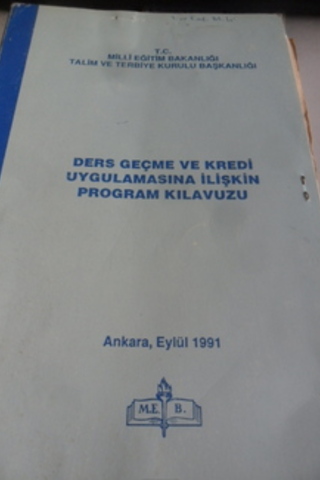 T.C.
MİLLİ EĞİTİM BAKANLIĞI
TALİM VE TERBİYE KURULU BAŞKANLIĞI
DERS GEÇME VE KREDİ
UYGULAMASINA İLİŞKİN
PROGRAM KILAVUZU
Ankara, Eylül 1991
M.E. B.